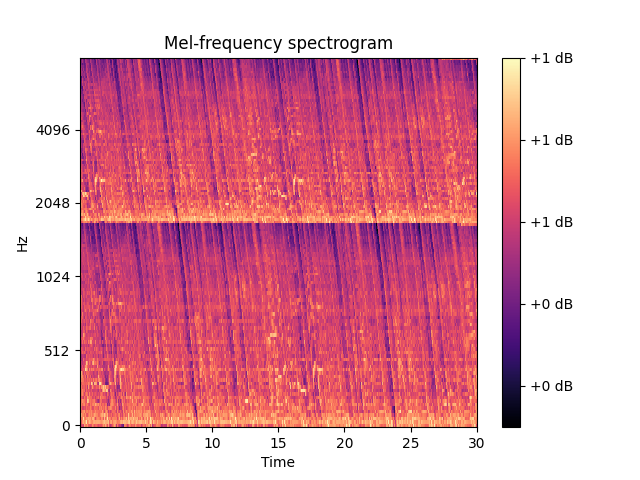 Mel-frequency spectrogram
Hz
4096
2048
1024
512
0
0 5 10 15 20 25 30
Time
+1 dB
+1 dB
+1 dB
+0 dB
+0 dB